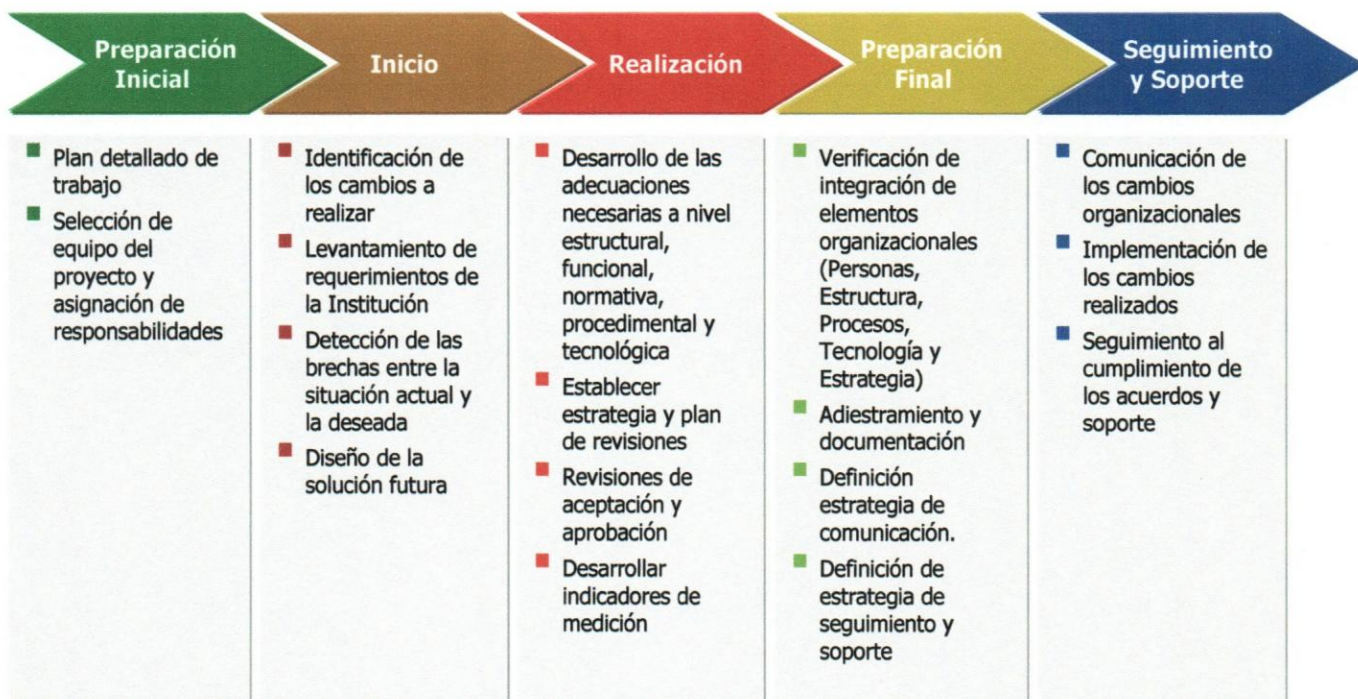 Preparación
Inicial
Inicio
Realización
Preparación
Final
Seguimiento
y Soporte
Plan detallado de
trabajo
Selección de
equipo del
proyecto y
asignación de
responsabilidades
Identificación de
los cambios a
realizar
Levantamiento de
requerimientos de
la Institución
Detección de las
brechas entre la
situación actual y
la deseada
Diseño de la
solución futura
Desarrollo de las
adecuaciones
necesarias a nivel
estructural,
funcional,
normativa,
procedimental y
tecnológica
Establecer
estrategia y plan
de revisiones
Revisiones de
aceptación y
aprobación
Desarrollar
indicadores de
medición
Verificación de
integración de
elementos
organizacionales
(Personas,
Estructura,
Procesos,
Tecnología y
Estrategia)
Adiestramiento y
documentación
Definición
estrategia de
comunicación.
Definición de
estrategia de
seguimiento y
soporte
Comunicación de
los cambios
organizacionales
Implementación de
los cambios
realizados
Seguimiento al
cumplimiento de
los acuerdos y
soporte